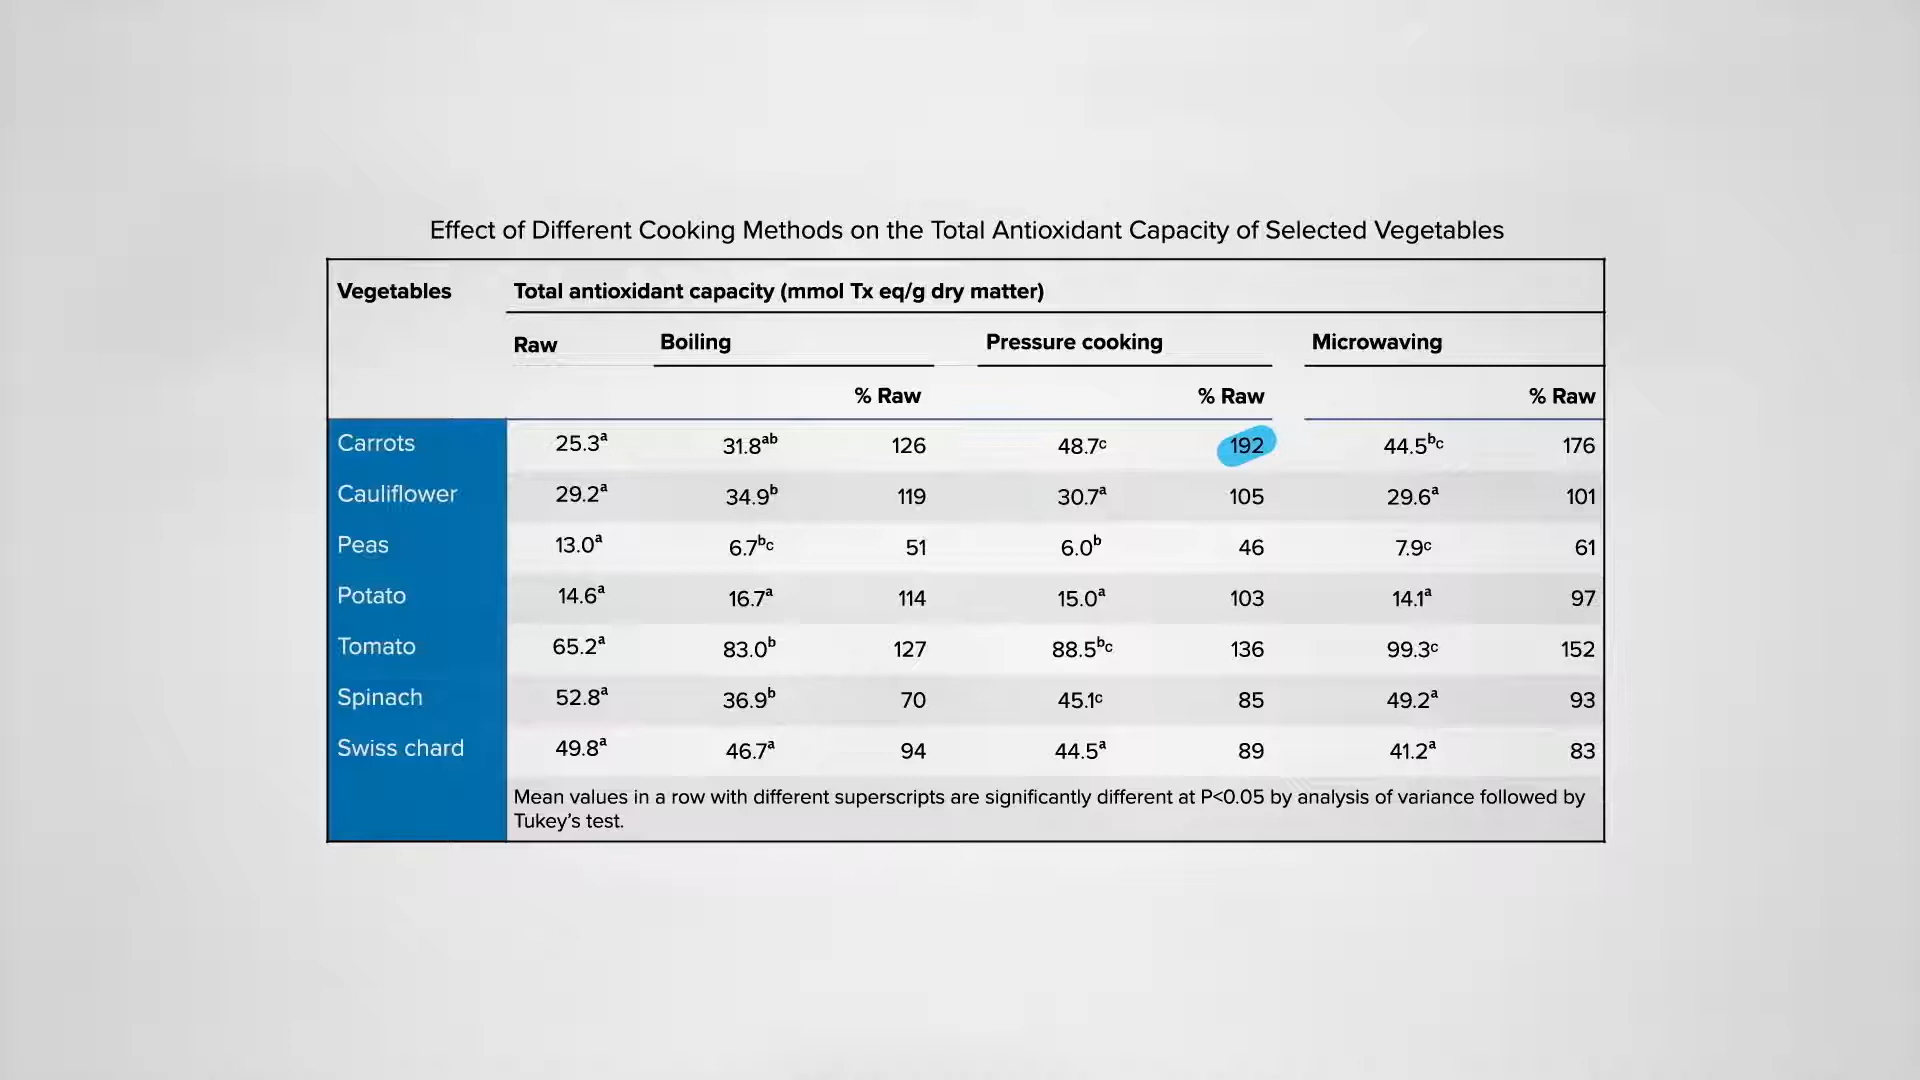 Effect of Different Cooking Methods on the Total Antioxidant Capacity of Selected Vegetables
Vegetables Total antioxidant capacity (mmol Tx eq/g dry matter)
Raw Boiling Pressure cooking Microwaving
% Raw % Raw % Raw
Carrots 25.3ᵃ 31.8ᵃᵇ 126 48.7ᶜ 192 44.5ᵇᶜ 176
Cauliflower 29.2ᵃ 34.9ᵇ 119 30.7ᵃ 105 29.6ᵃ 101
Peas 13.0ᵃ 6.7ᵇᶜ 51 6.0ᵇ 46 7.9ᶜ 61
Potato 14.6ᵃ 16.7ᵃ 114 15.0ᵃ 103 14.1ᵃ 97
Tomato 65.2ᵃ 83.0ᵇ 127 88.5ᵇᶜ 136 99.3ᶜ 152
Spinach 52.8ᵃ 36.9ᵇ 70 45.1ᶜ 85 49.2ᵃ 93
Swiss chard 49.8ᵃ 46.7ᵃ 94 44.5ᵃ 89 41.2ᵃ 83
Mean values in a row with different superscripts are significantly different at P<0.05 by analysis of variance followed by
Tukey’s test.